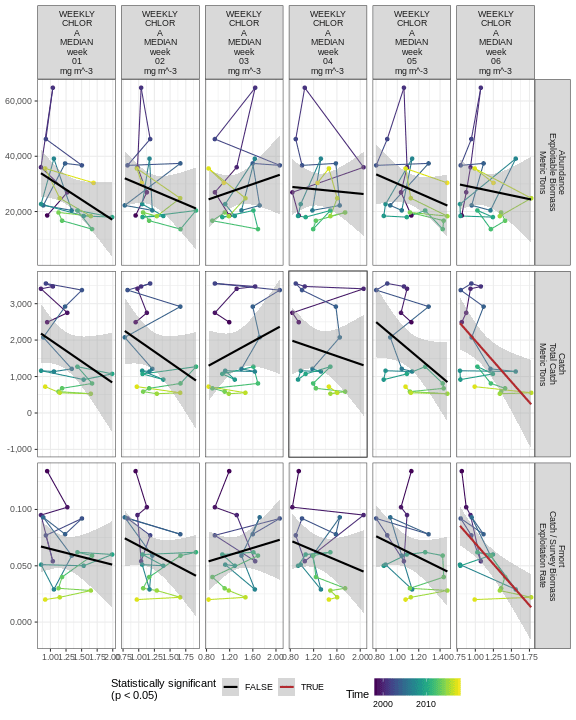 WEEKLY
CHLOR
A
MEDIAN
week
01
mg m^-3
WEEKLY
CHLOR
A
MEDIAN
week
02
mg m^-3
WEEKLY
CHLOR
A
MEDIAN
week
03
mg m^-3
WEEKLY
CHLOR
A
MEDIAN
week
04
mg m^-3
WEEKLY
CHLOR
A
MEDIAN
week
05
mg m^-3
WEEKLY
CHLOR
A
MEDIAN
week
06
mg m^-3
60,000
40,000
20,000
Abundance
Exploitable Biomass
Metric Tons
3,000
2,000
1,000
0
-1,000
Catch
Total Catch
Metric Tons
0.100
0.050
0.000
Fmort
Catch / Survey Biomass
Exploitation Rate
1.00 1.25 1.50 1.75 2.00
0.75 1.00 1.25 1.50 1.75
0.80 1.20 1.60 2.00
0.80 1.20 1.60 2.00
0.80 1.00 1.20 1.40
0.75 1.00 1.25 1.50 1.75
Statistically significant
(p < 0.05)
FALSE
TRUE
Time
2000 2010